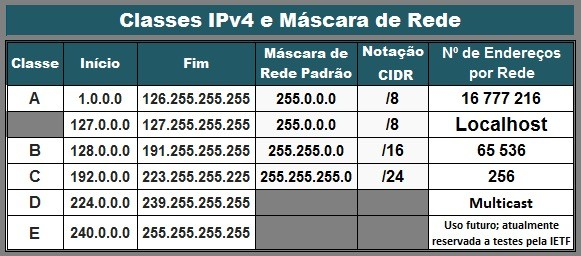 Classes IPv4 e Máscara de Rede
Classe Início Fim Máscara de Rede Padrão Notação CIDR Nº de Endereços por Rede
A 1.0.0.0 126.255.255.255 255.0.0.0 /8 16 777 216
127.0.0.0 127.255.255.255 255.0.0.0 /8 Localhost
B 128.0.0.0 191.255.255.255 255.255.0.0 /16 65 536
C 192.0.0.0 223.255.255.225 255.255.255.0 /24 256
D 224.0.0.0 239.255.255.255 Multicast
E 240.0.0.0 255.255.255.255 Uso futuro; atualmente reservada a testes pela IETF